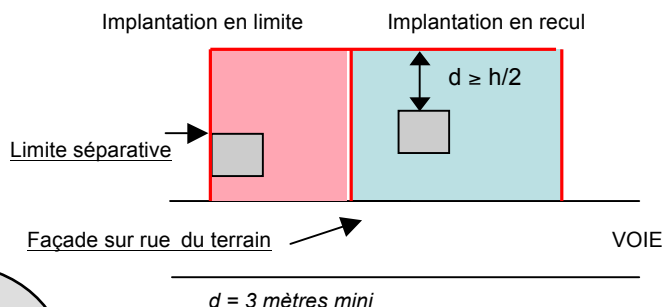 Implantation en limite
Implantation en recul
d ≥ h/2
Limite séparative
Façade sur rue du terrain
VOIE
d = 3 mètres mini